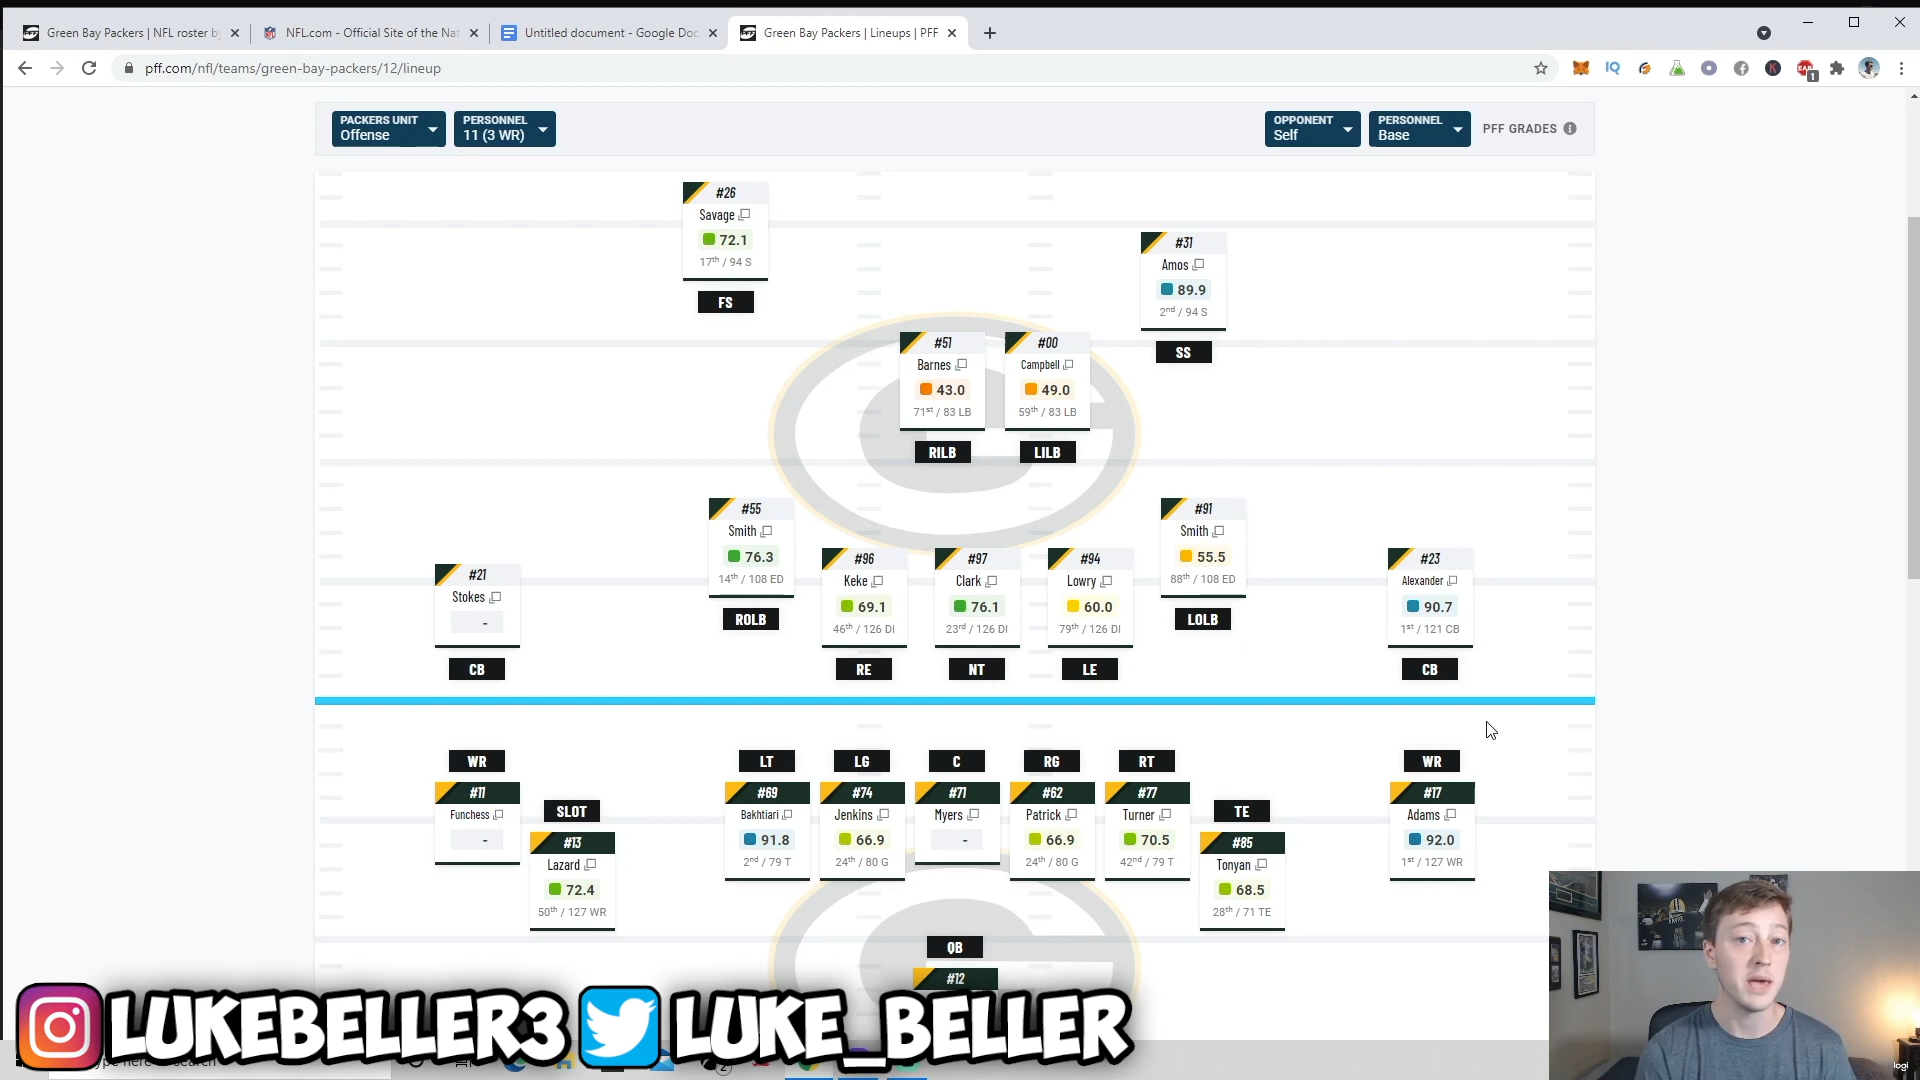 Green Bay Packers | NFL roster by
NFL.com - Official Site of the Nat
Untitled document - Google Doc
Green Bay Packers | Lineups | PFF
pff.com/nfl/teams/green-bay-packers/12/lineup
PACKERS UNIT
Offense
PERSONNEL
11 (3 WR)
OPPONENT
Self
PERSONNEL
Base
PFF GRADES
#26
Savage
72.1
17th / 94 S
FS
#31
Amos
89.9
2nd / 94 S
SS
#51
Barnes
43.0
71st / 83 LB
RILB
#00
Campbell
49.0
59th / 83 LB
LILB
#55
Smith
76.3
14th / 108 ED
ROLB
#91
Smith
55.5
88th / 108 ED
LOLB
#21
Stokes
-
CB
#96
Keke
69.1
46th / 126 DI
RE
#97
Clark
76.1
23rd / 126 DI
NT
#94
Lowry
60.0
79th / 126 DI
LE
#23
Alexander
90.7
1st / 121 CB
CB
WR
#11
Funchess
-
SLOT
#13
Lazard
72.4
50th / 127 WR
LT
#69
Bakhtiari
91.8
2nd / 79 T
LG
#74
Jenkins
66.9
24th / 80 G
C
#71
Myers
-
RG
#62
Patrick
66.9
24th / 80 G
RT
#77
Turner
70.5
42nd / 79 T
TE
#85
Tonyan
68.5
28th / 71 TE
WR
#17
Adams
92.0
1st / 127 WR
QB
#12
LUKEBELLER3
LUKE_BELLER
logi